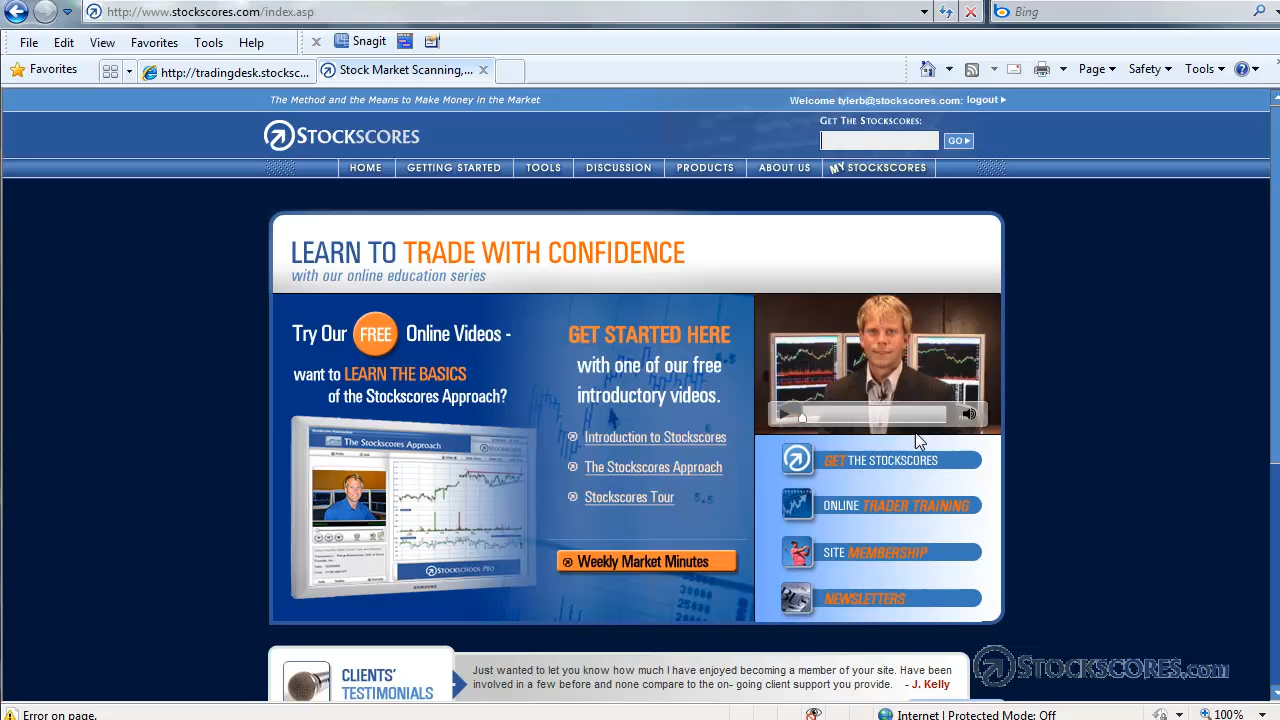 http://www.stockscores.com/index.asp
Bing
File Edit View Favorites Tools Help
Snagit
Favorites
http://tradingdesk.stocksc...
Stock Market Scanning,...
Page
Safety
Tools
The Method and the Means to Make Money in the Market
Welcome tylerb@stockscores.com: logout
STOCKSCORES
GET THE STOCKSCORES:
GO
HOME GETTING STARTED TOOLS DISCUSSION PRODUCTS ABOUT US MY STOCKSCORES
LEARN TO TRADE WITH CONFIDENCE
with our online education series
Try Our FREE Online Videos -
want to LEARN THE BASICS
of the Stockscores Approach?
The Stockscores Approach
STOCKSCHOOL PRO
SAMSUNG
GET STARTED HERE
with one of our free
introductory videos.
Introduction to Stockscores
The Stockscores Approach
Stockscores Tour
Weekly Market Minutes
30000
25000
GET THE STOCKSCORES
ONLINE TRADER TRAINING
SITE MEMBERSHIP
NEWSLETTERS
CLIENTS'
TESTIMONIALS
Just wanted to let you know how much I have enjoyed becoming a member of your site. Have been
involved in a few before and none compare to the on- going client support you provide. - J. Kelly
STOCKSCORES.com
Error on page.
Internet | Protected Mode: Off
100%